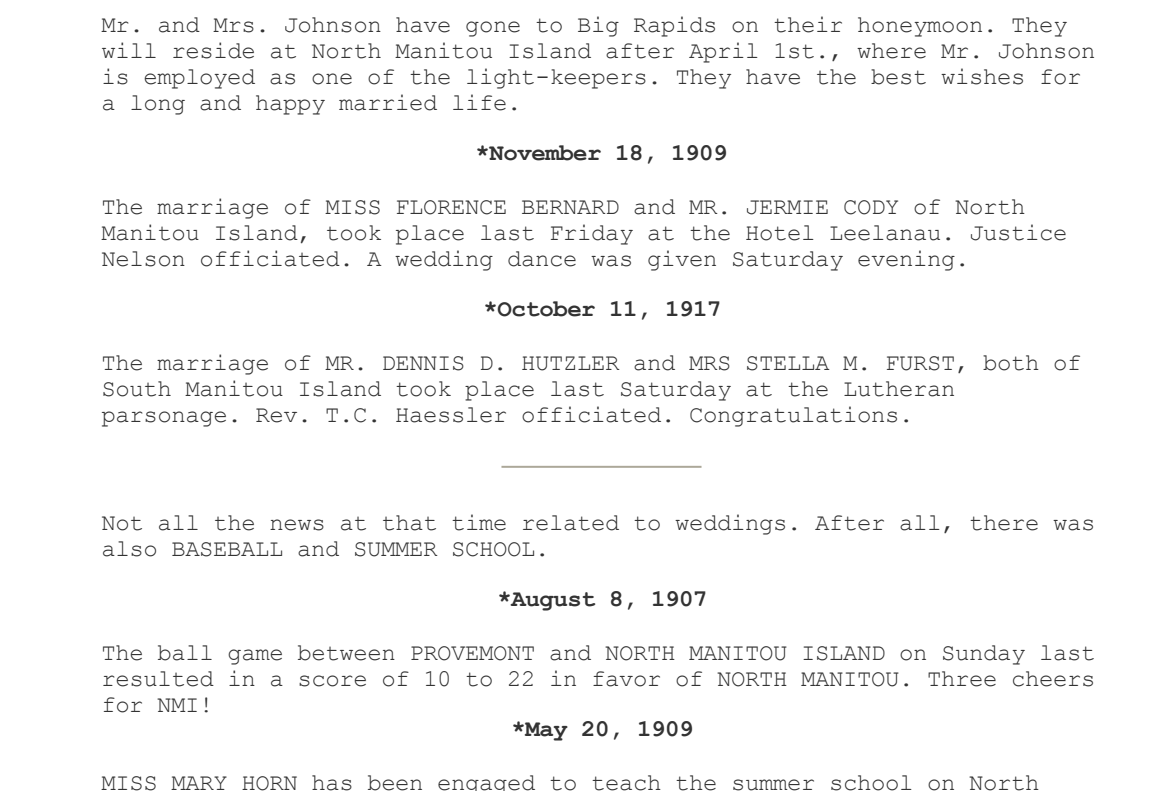 Mr. and Mrs. Johnson have gone to Big Rapids on their honeymoon. They
will reside at North Manitou Island after April 1st., where Mr. Johnson
is employed as one of the light-keepers. They have the best wishes for
a long and happy married life.
*November 18, 1909
The marriage of MISS FLORENCE BERNARD and MR. JERMIE CODY of North
Manitou Island, took place last Friday at the Hotel Leelanau. Justice
Nelson officiated. A wedding dance was given Saturday evening.
*October 11, 1917
The marriage of MR. DENNIS D. HUTZLER and MRS STELLA M. FURST, both of
South Manitou Island took place last Saturday at the Lutheran
parsonage. Rev. T.C. Haessler officiated. Congratulations.
Not all the news at that time related to weddings. After all, there was
also BASEBALL and SUMMER SCHOOL.
*August 8, 1907
The ball game between PROVEMONT and NORTH MANITOU ISLAND on Sunday last
resulted in a score of 10 to 22 in favor of NORTH MANITOU. Three cheers
for NMI!
*May 20, 1909
MISS MARY HORN has been engaged to teach the summer school on North